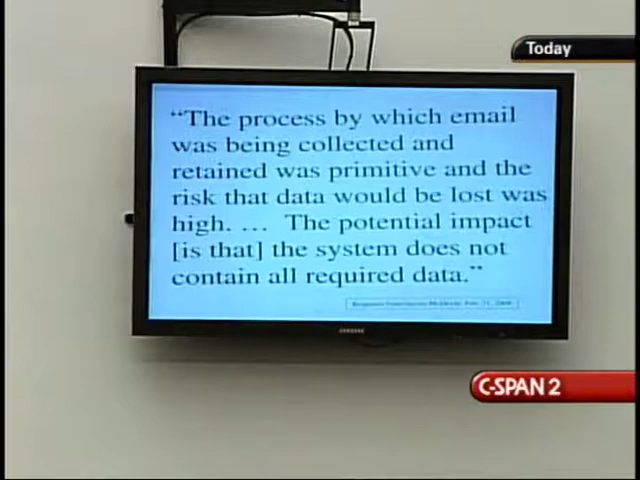 Today
“The process by which email
was being collected and
retained was primitive and the
risk that data would be lost was
high. … The potential impact
[is that] the system does not
contain all required data.”
SAMSUNG
C-SPAN 2